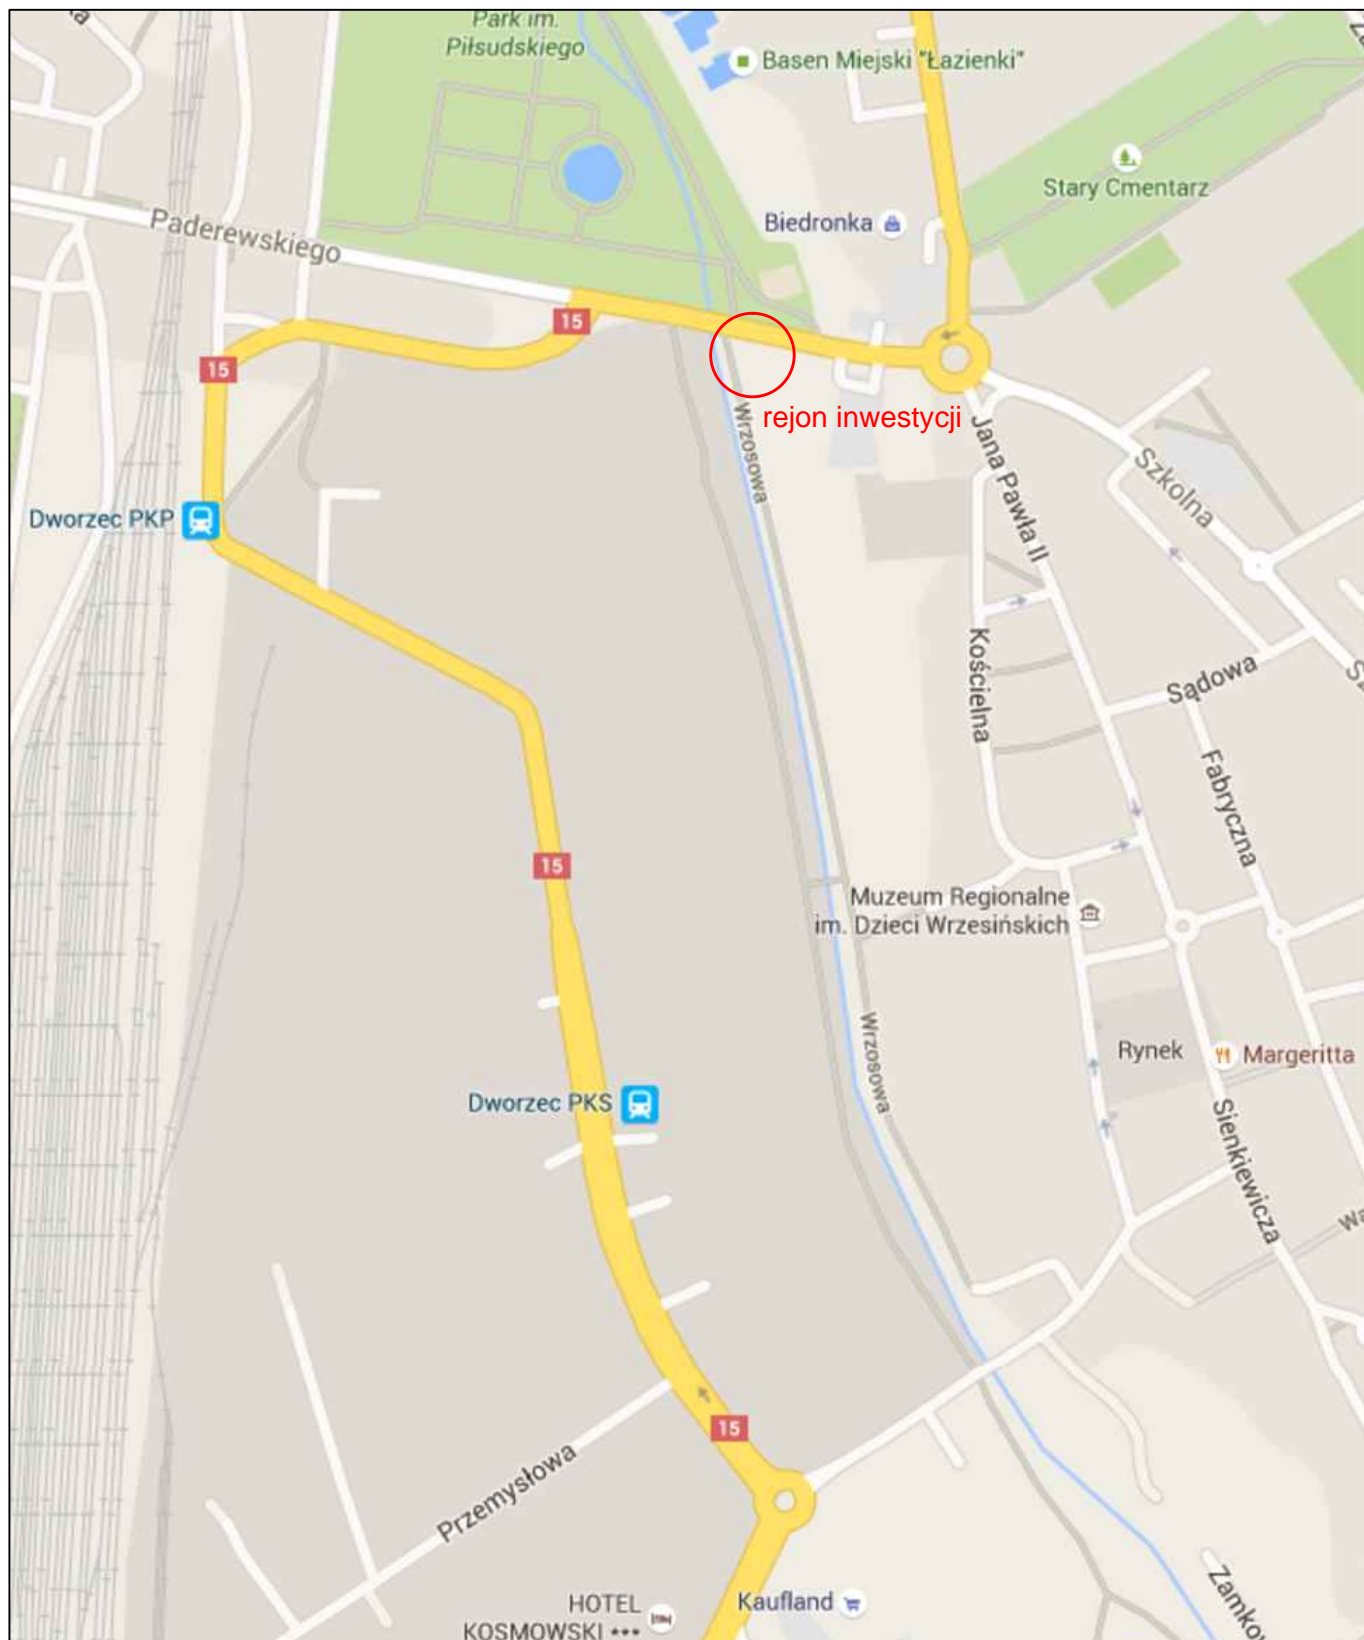 Park im.
Piłsudskiego
Basen Miejski "Łazienki"
Stary Cmentarz
Biedronka
Paderewskiego
15
15
rejon inwestycji
Wrzosowa
Jana Pawła II
Szkolna
Dworzec PKP
Kościelna
Sądowa
Fabryczna
15
Muzeum Regionalne
im. Dzieci Wrzesińskich
Wrzosowa
Rynek
Margeritta
Dworzec PKS
Sienkiewicza
15
Przemysłowa
HOTEL
KOSMOWSKI ***
Kaufland
Zamko